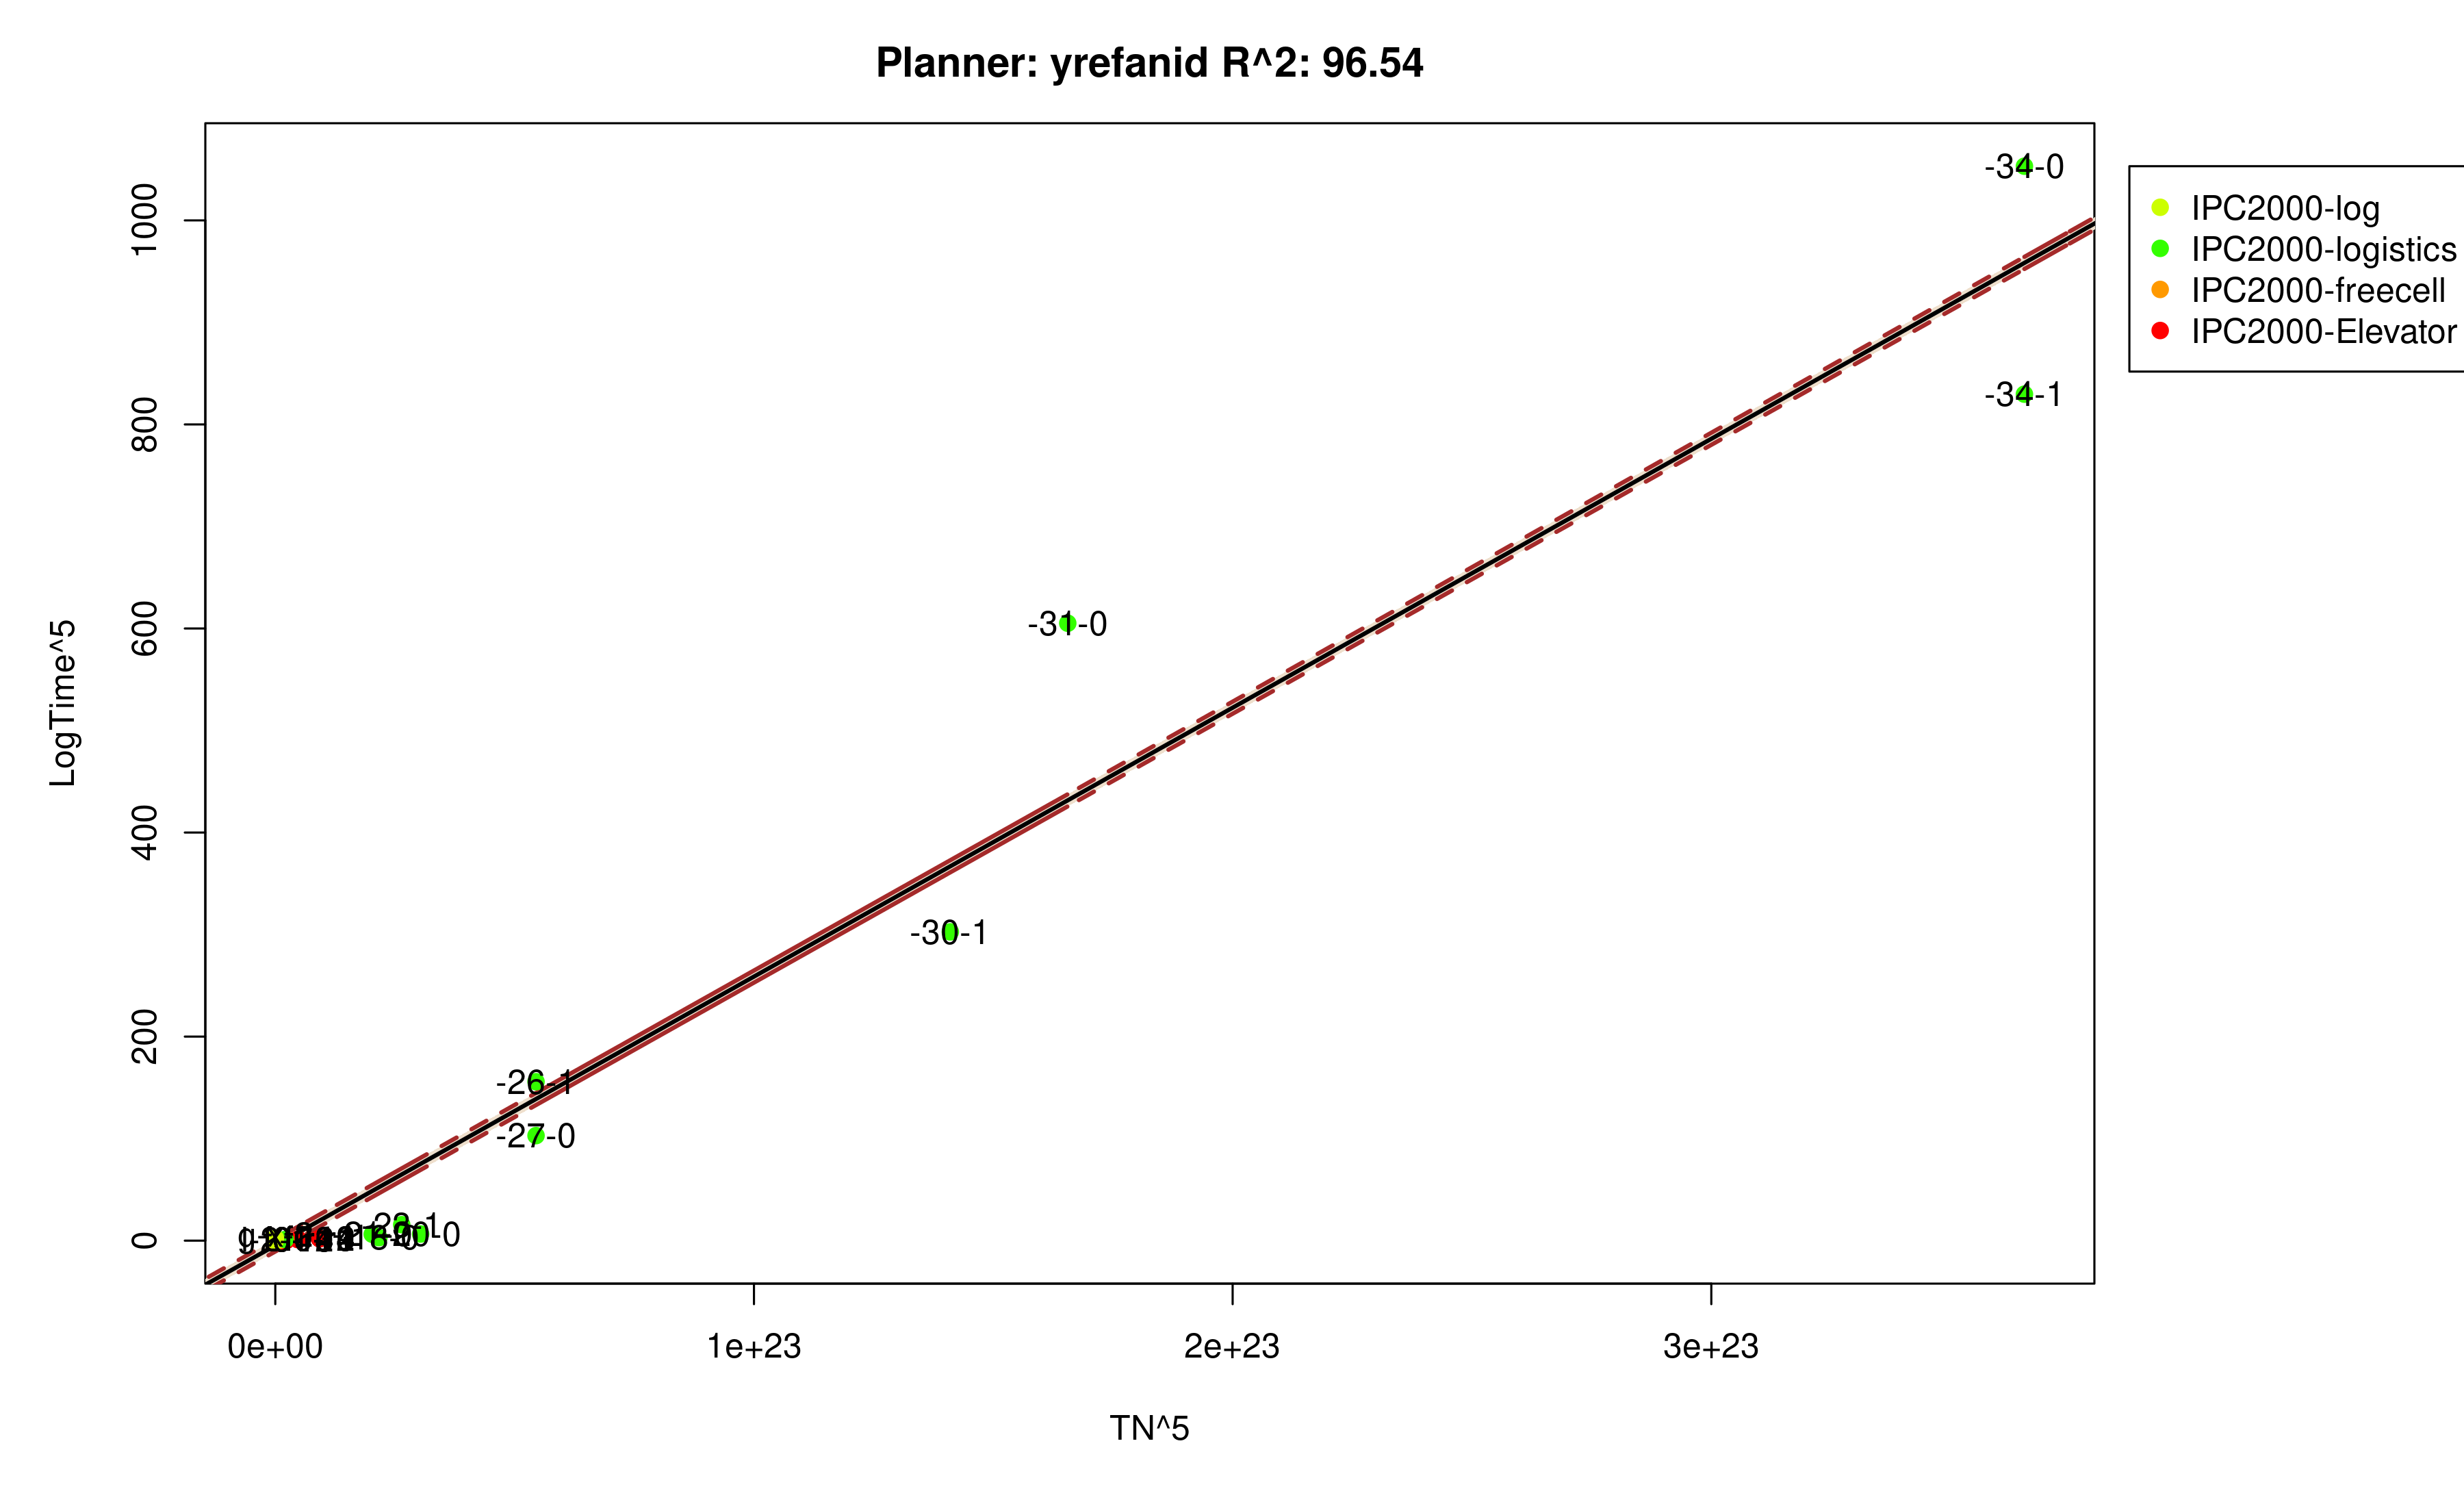 Planner: yrefanid R^2: 96.54
IPC2000-log
IPC2000-logistics
IPC2000-freecell
IPC2000-Elevator
-34-0
-34-1
-31-0
-30-1
-26-1
-27-0
LogTime^5
0
200
400
600
800
1000
0e+00
1e+23
2e+23
3e+23
TN^5